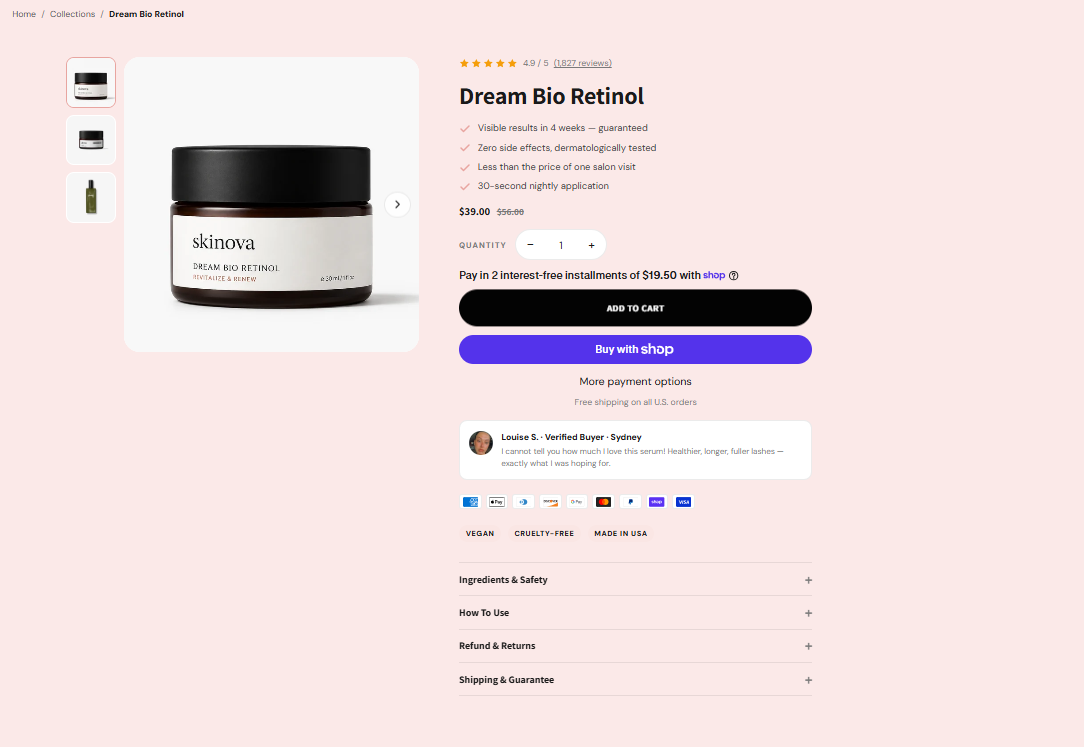 Home / Collections / Dream Bio Retinol
4.9 / 5 (1,827 reviews)
Dream Bio Retinol
Visible results in 4 weeks — guaranteed
Zero side effects, dermatologically tested
Less than the price of one salon visit
30-second nightly application
$39.00 $56.00
QUANTITY − 1 +
Pay in 2 interest-free installments of $19.50 with shop ?
ADD TO CART
Buy with shop
More payment options
Free shipping on all U.S. orders
Louise S. · Verified Buyer · Sydney
I cannot tell you how much I love this serum! Healthier, longer, fuller lashes —
exactly what I was hoping for.
Pay DISCOVER G Pay shop VISA
VEGAN CRUELTY-FREE MADE IN USA
Ingredients & Safety +
How To Use +
Refund & Returns +
Shipping & Guarantee +
skinova
DREAM BIO RETINOL
REVITALIZE & RENEW